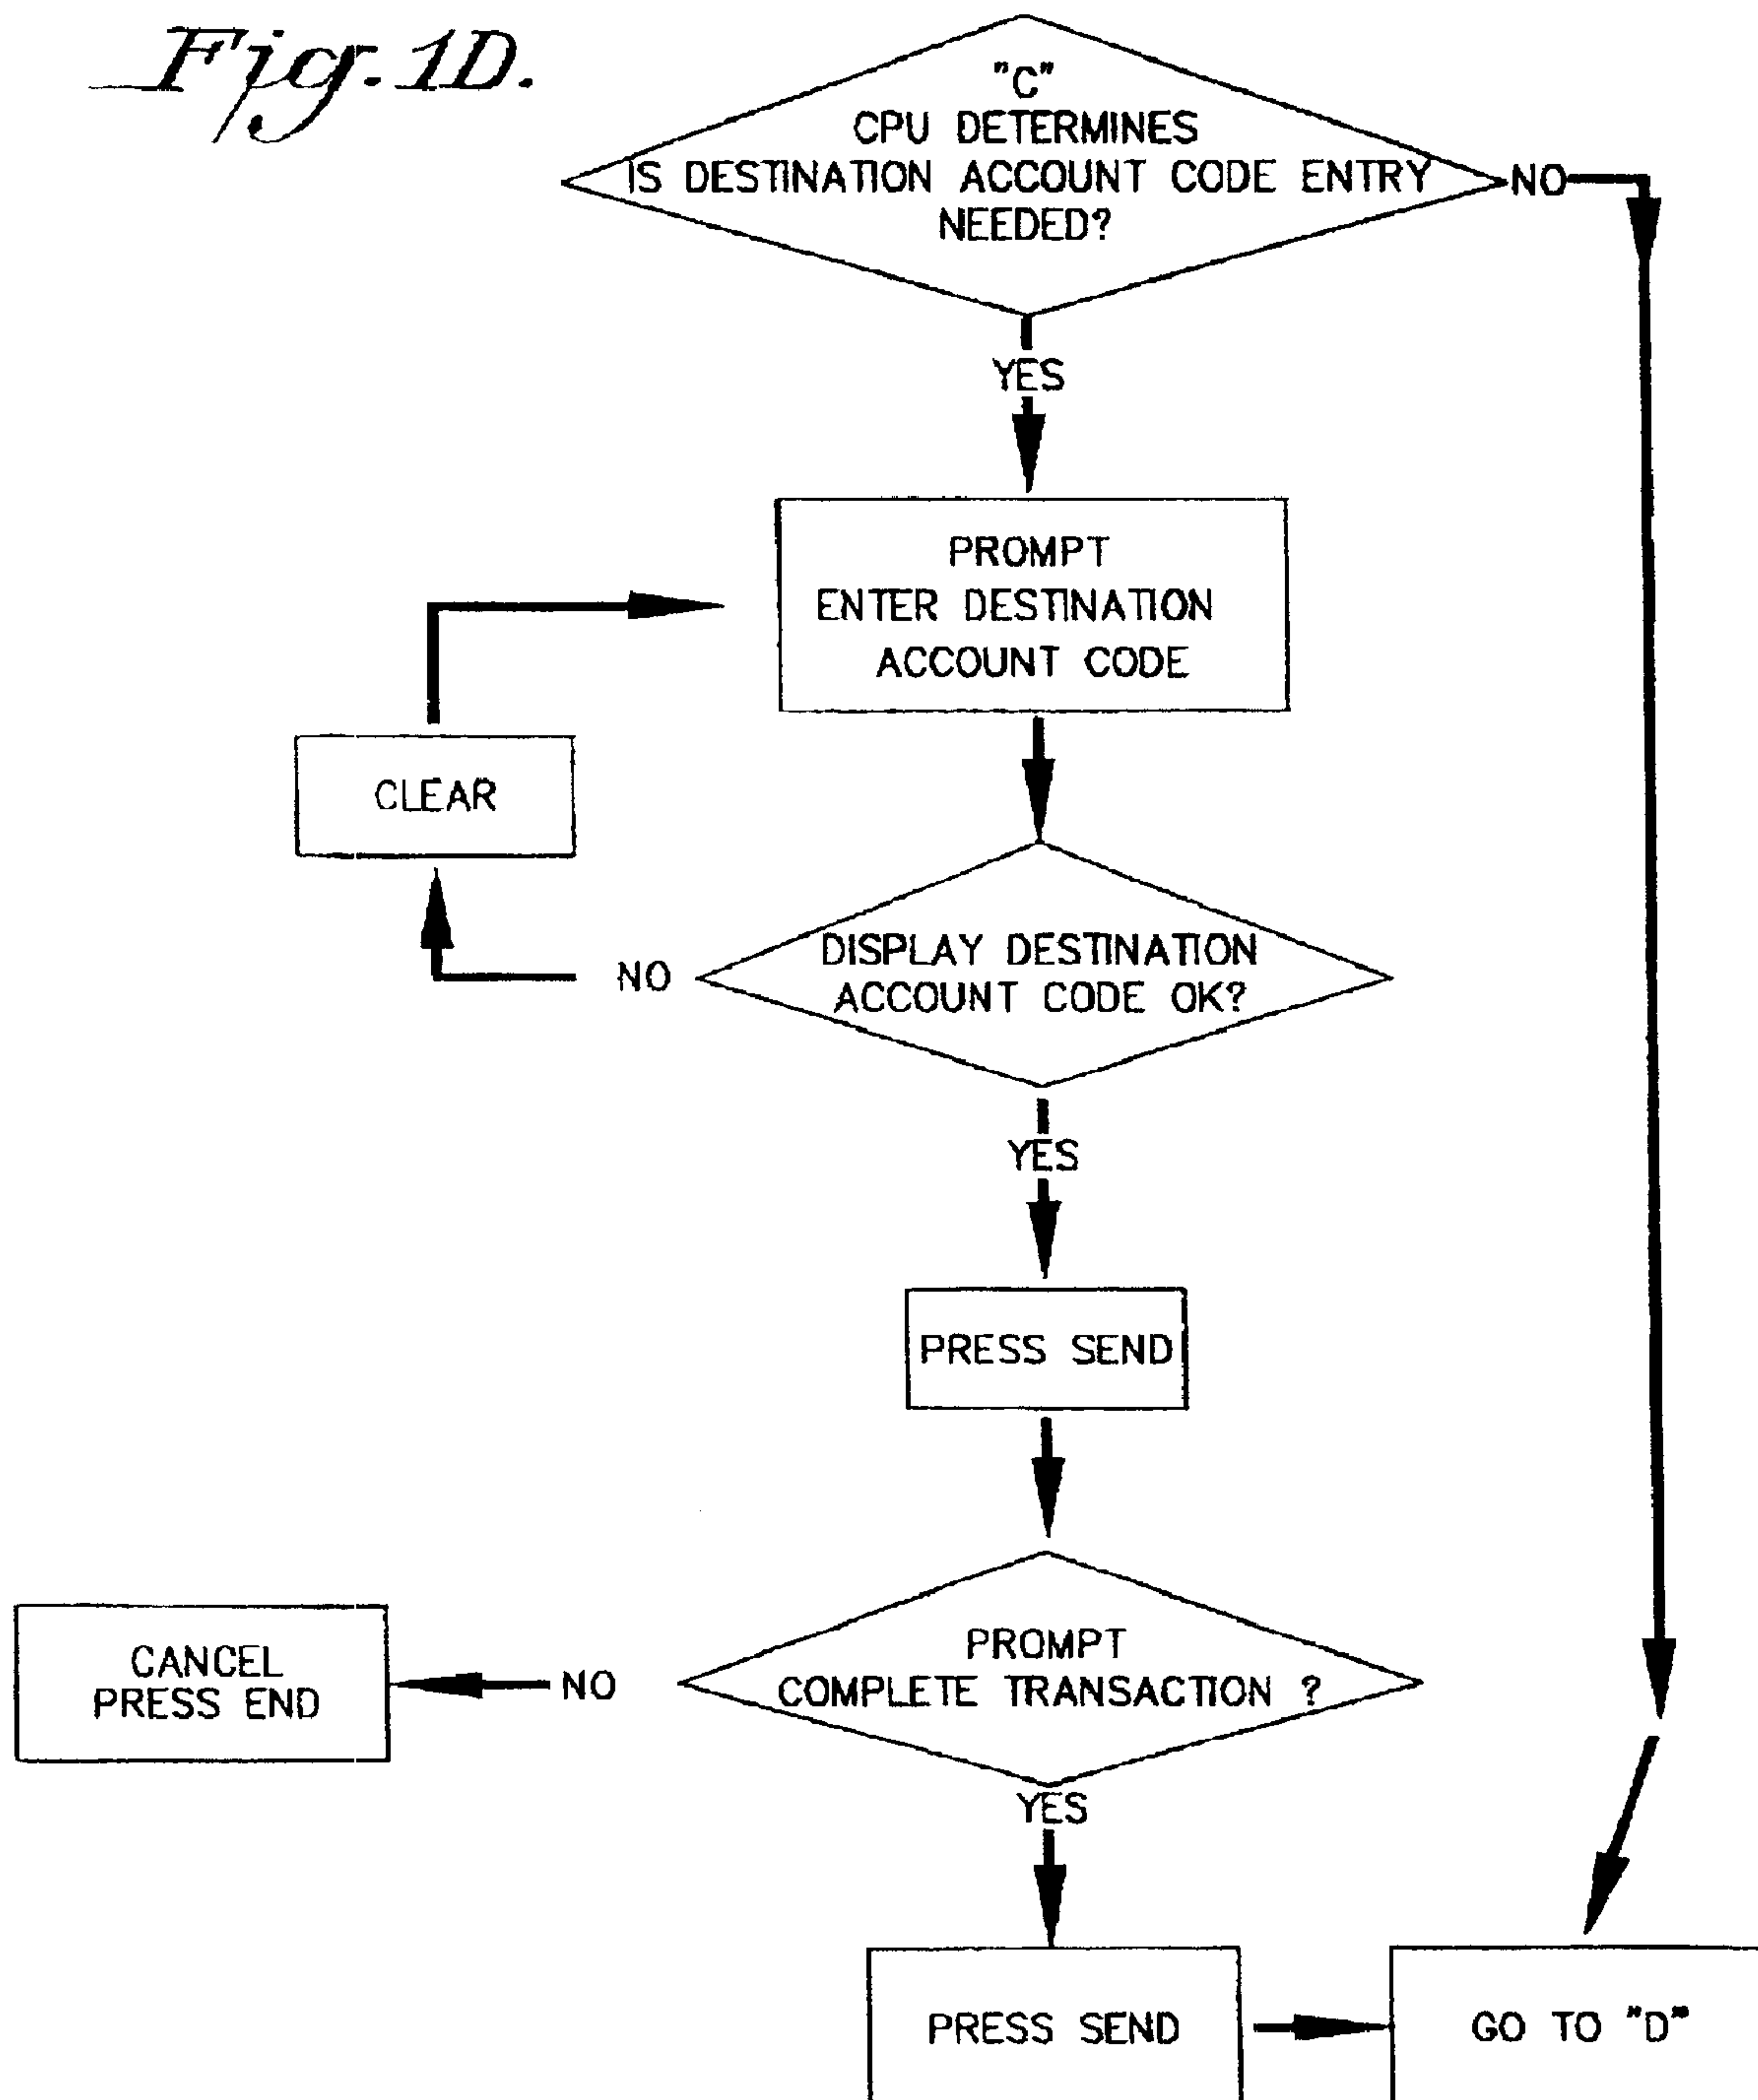 Fig. 1D.
"C"
CPU DETERMINES
IS DESTINATION ACCOUNT CODE ENTRY
NEEDED?
NO
YES
PROMPT
ENTER DESTINATION
ACCOUNT CODE
CLEAR
DISPLAY DESTINATION
ACCOUNT CODE OK?
NO
YES
PRESS SEND
PROMPT
COMPLETE TRANSACTION ?
NO
CANCEL
PRESS END
YES
PRESS SEND
GO TO "D"